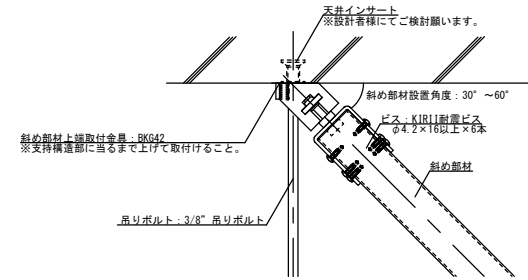 天井インサート
※設計者様にてご検討願います。
斜め部材設置角度：30°～60°
ビス：KIRII耐震ビス
φ4.2×16以上×6本
斜め部材上端取付金具：BKG42
※支持構造部に当るまで上げて取付けること。
斜め部材
吊りボルト：3/8" 吊りボルト